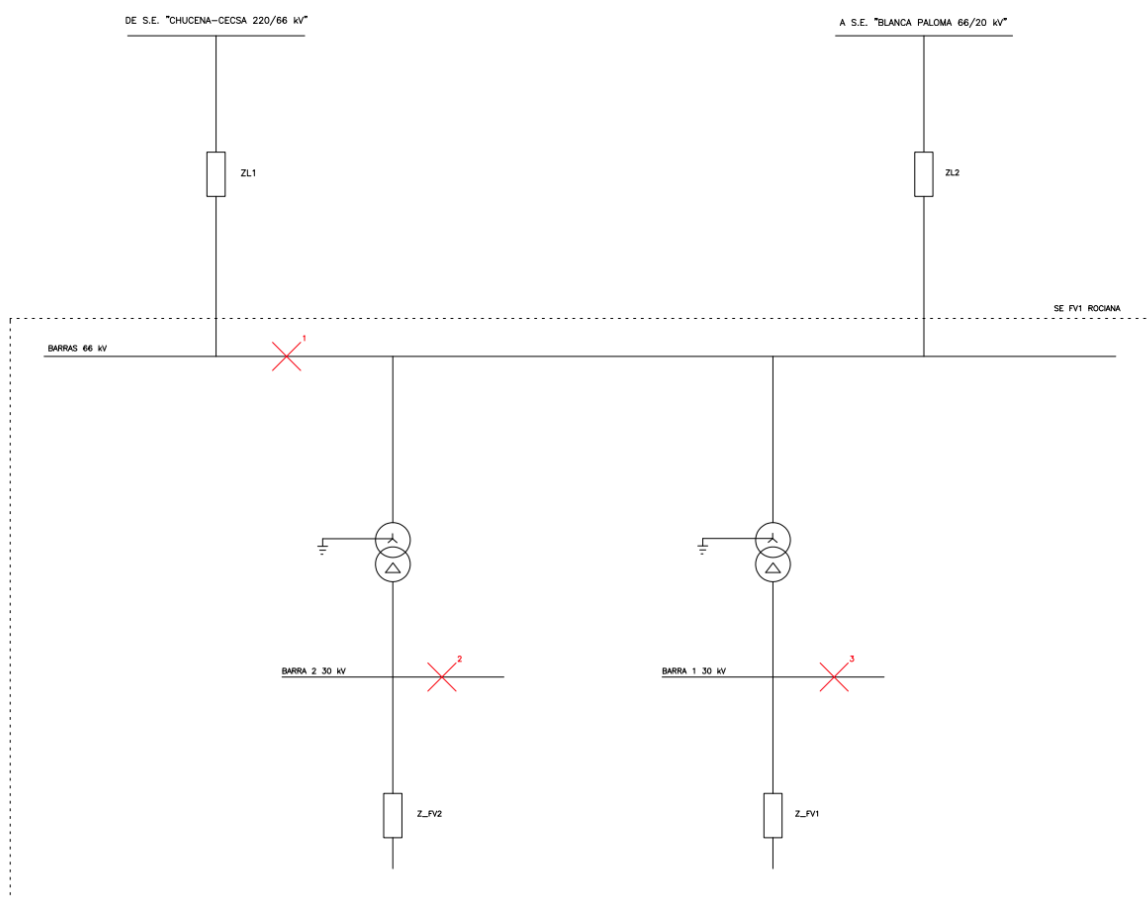 DE S.E. "CHUCENA-CECSA 220/66 kV"
A S.E. "BLANCA PALOMA 66/20 kV"
ZL1
ZL2
SE FV1 ROCIANA
BARRAS 66 kV
1
BARRA 2 30 kV
2
BARRA 1 30 kV
3
Z_FV2
Z_FV1